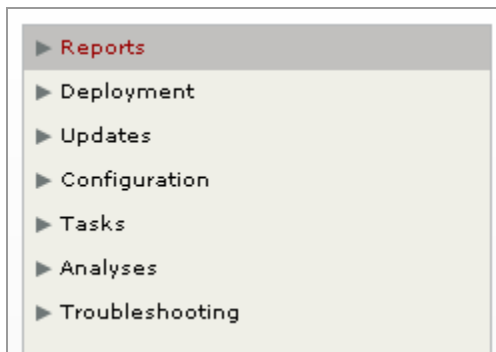 Reports
Deployment
Updates
Configuration
Tasks
Analyses
Troubleshooting